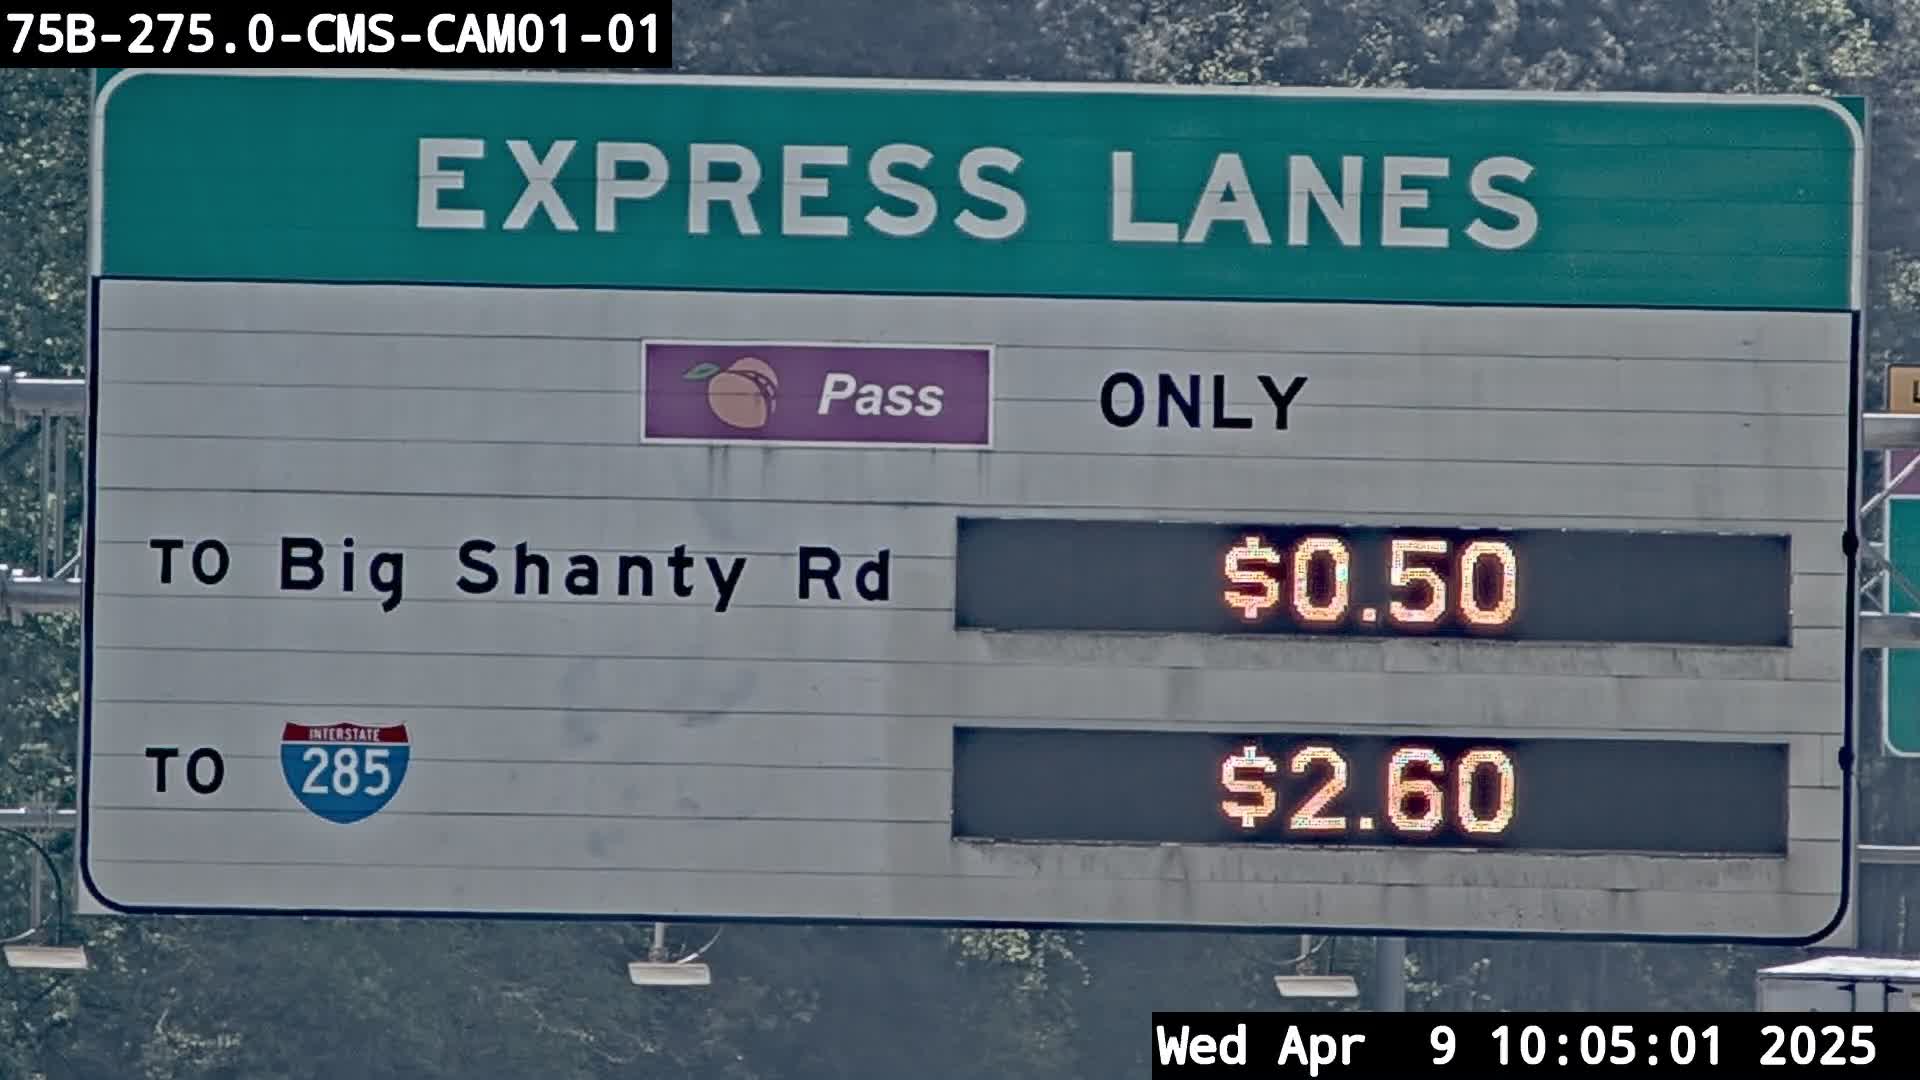 75B-275.0-CMS-CAM01-01
EXPRESS LANES
Pass ONLY
TO Big Shanty Rd $0.50
INTERSTATE
TO 285 $2.60
Wed Apr 9 10:05:01 2025